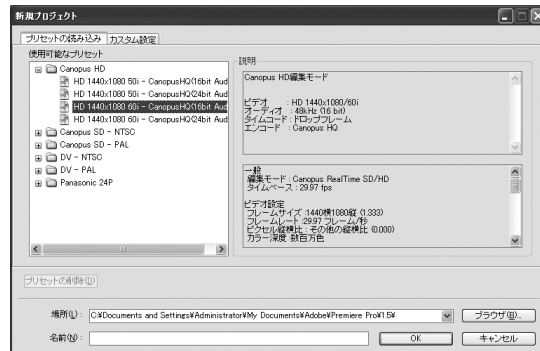 新規プロジェクト
プリセットの読み込み カスタム設定
使用可能なプリセット
Canopus HD
HD 1440x1080 50i - CanopusHQ(16bit Aud
HD 1440x1080 50i - CanopusHQ(24bit Aud
HD 1440x1080 60i - CanopusHQ(16bit Aud
HD 1440x1080 60i - CanopusHQ(24bit Aud
Canopus SD - NTSC
Canopus SD - PAL
DV - NTSC
DV - PAL
Panasonic 24P
説明
Canopus HD編集モード
ビデオ : HD 1440x1080/60i
オーディオ : 48kHz (16 bit)
タイムコード : ドロップフレーム
エンコード : Canopus HQ
一般
編集モード : Canopus RealTime SD/HD
タイムベース : 29.97 fps
ビデオ設定
フレームサイズ :1440横1080縦 (1.333)
フレームレート :29.97 フレーム/秒
ピクセル縦横比 : その他の縦横比 (0.000)
カラー深度 :数百万色
プリセットの削除(D)
場所(L) : C:¥Documents and Settings¥Administrator¥My Documents¥Adobe¥Premiere Pro¥1.5¥ ブラウザ(B)...
名前(N) : OK キャンセル